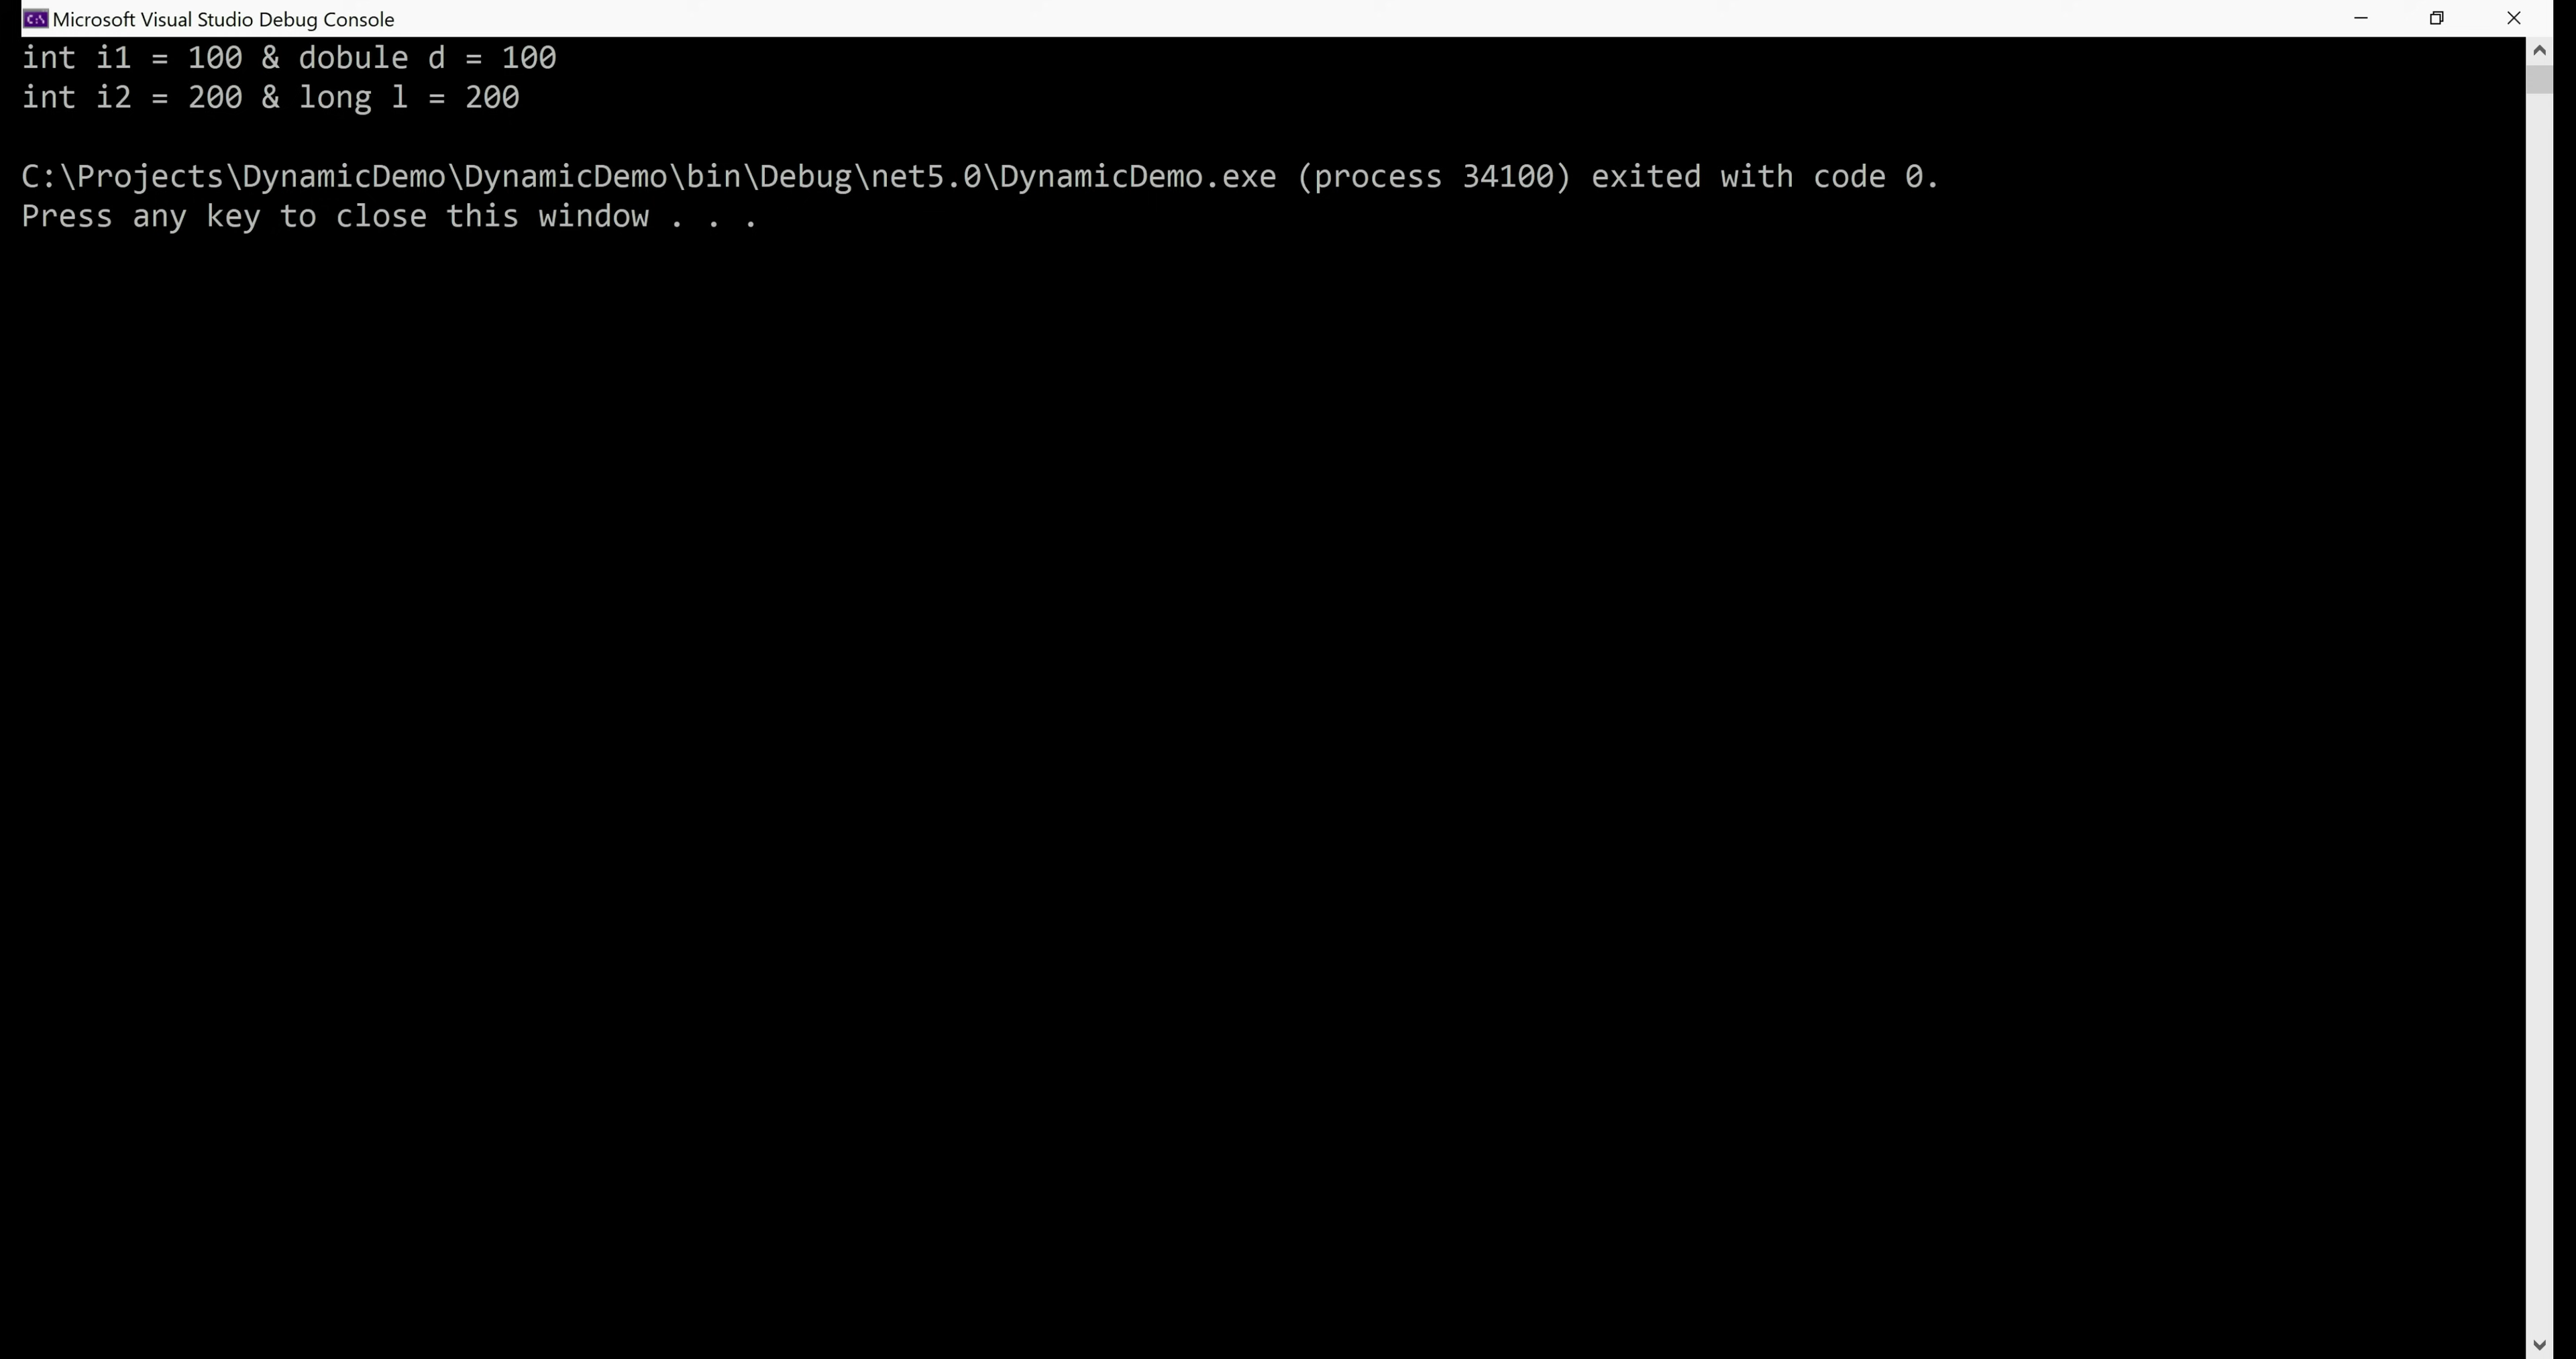 Microsoft Visual Studio Debug Console
int i1 = 100 & dobule d = 100
int i2 = 200 & long l = 200
C:\Projects\DynamicDemo\DynamicDemo\bin\Debug\net5.0\DynamicDemo.exe (process 34100) exited with code 0.
Press any key to close this window . . .